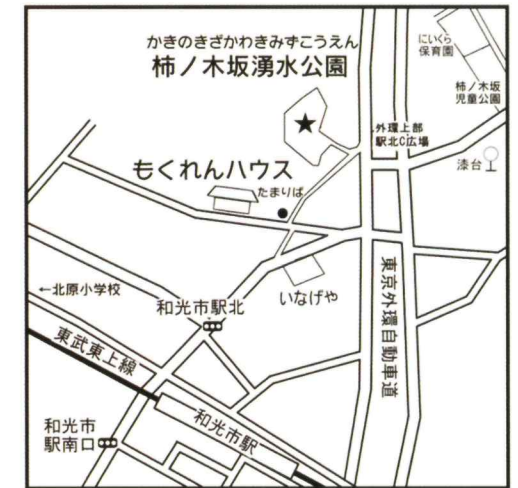 かきのきざかわきみずこうえん
柿ノ木坂湧水公園
にいくら
保育園
柿ノ木坂
児童公園
外環上部
駅北C広場
漆台
もくれんハウス
たまりば
←北原小学校
和光市駅北
いなげや
東京外環自動車道
東武東上線
和光市駅
和光市
駅南口